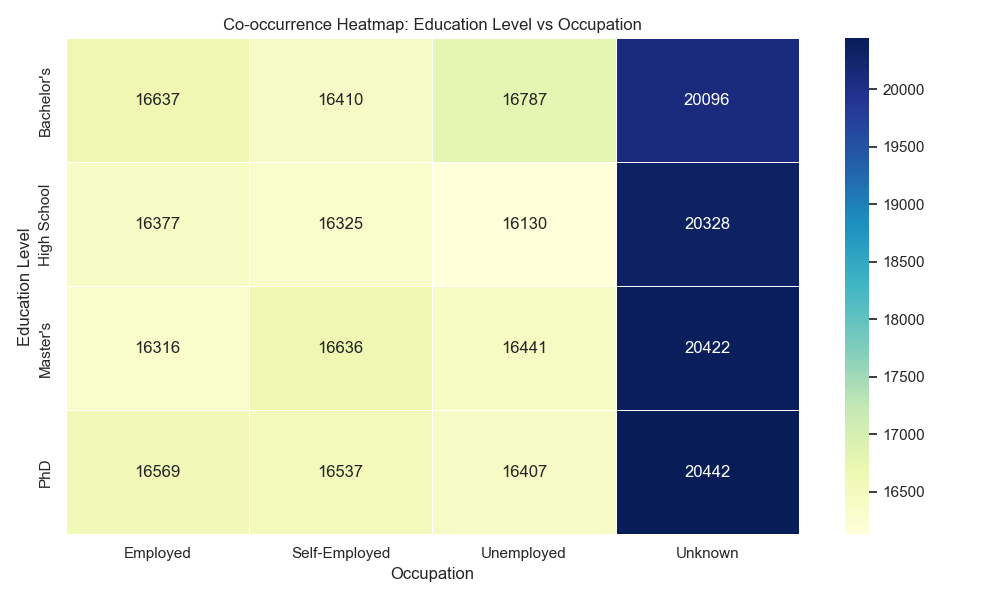 Co-occurrence Heatmap: Education Level vs Occupation
Education Level
Bachelor's
16637 16410 16787 20096
High School
16377 16325 16130 20328
Master's
16316 16636 16441 20422
PhD
16569 16537 16407 20442
Employed Self-Employed Unemployed Unknown
Occupation
20000
19500
19000
18500
18000
17500
17000
16500